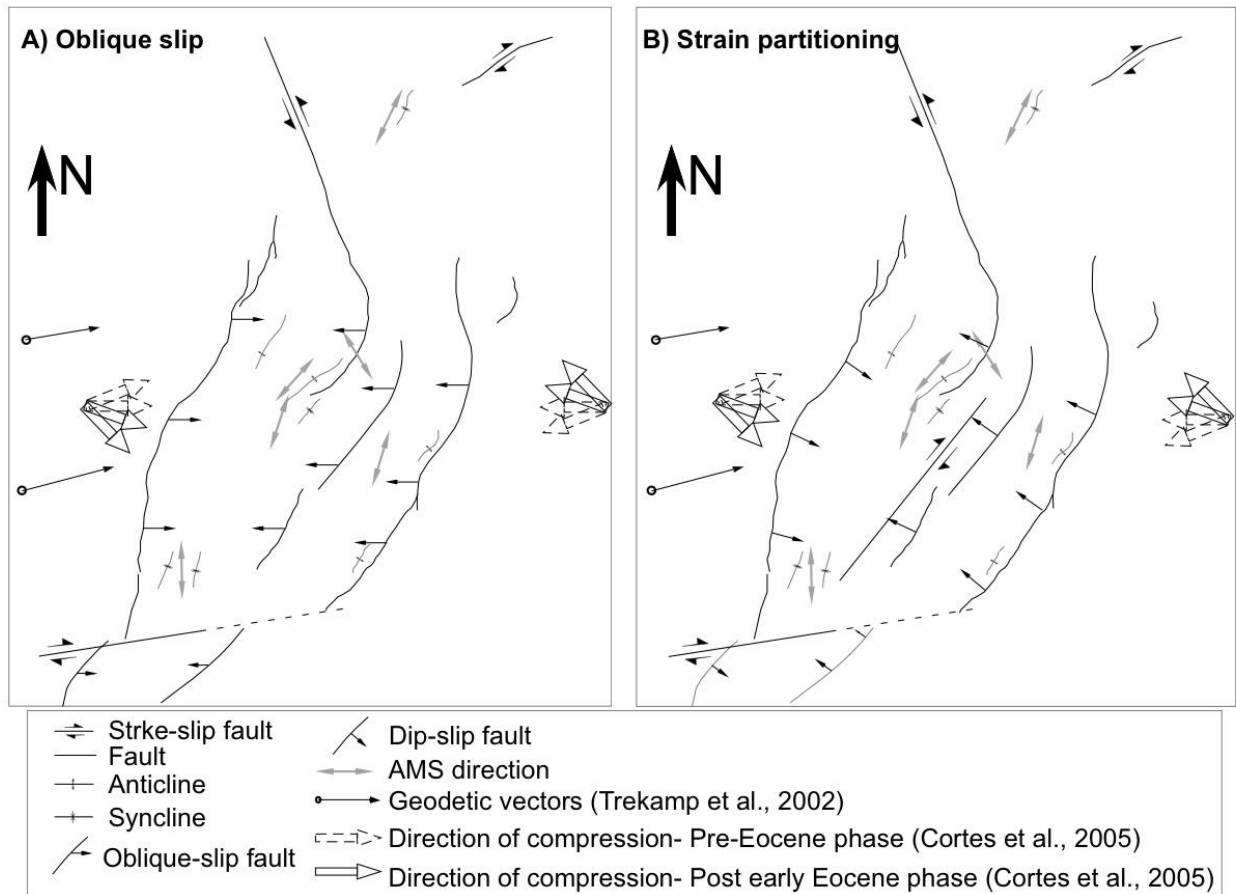 A) Oblique slip
B) Strain partitioning
N
N
Strke-slip fault
Fault
Anticline
Syncline
Oblique-slip fault
Dip-slip fault
AMS direction
Geodetic vectors (Trekamp et al., 2002)
Direction of compression- Pre-Eocene phase (Cortes et al., 2005)
Direction of compression- Post early Eocene phase (Cortes et al., 2005)